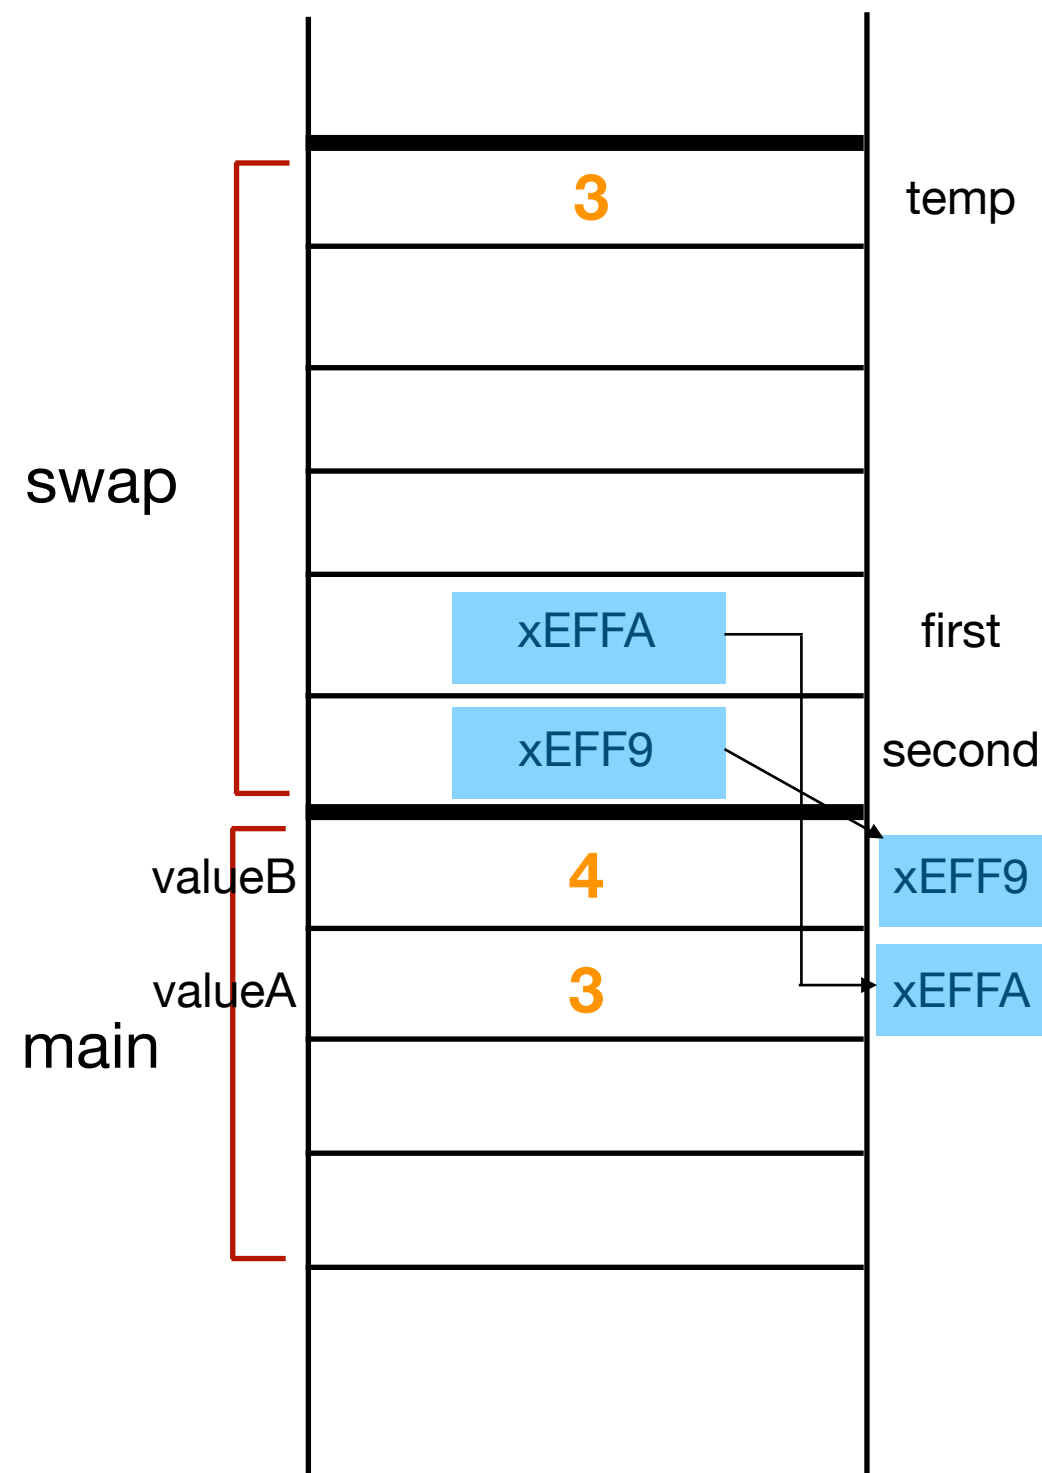 3 temp
swap
xEFFA first
xEFF9 second
valueB 4 xEFF9
valueA 3 xEFFA
main